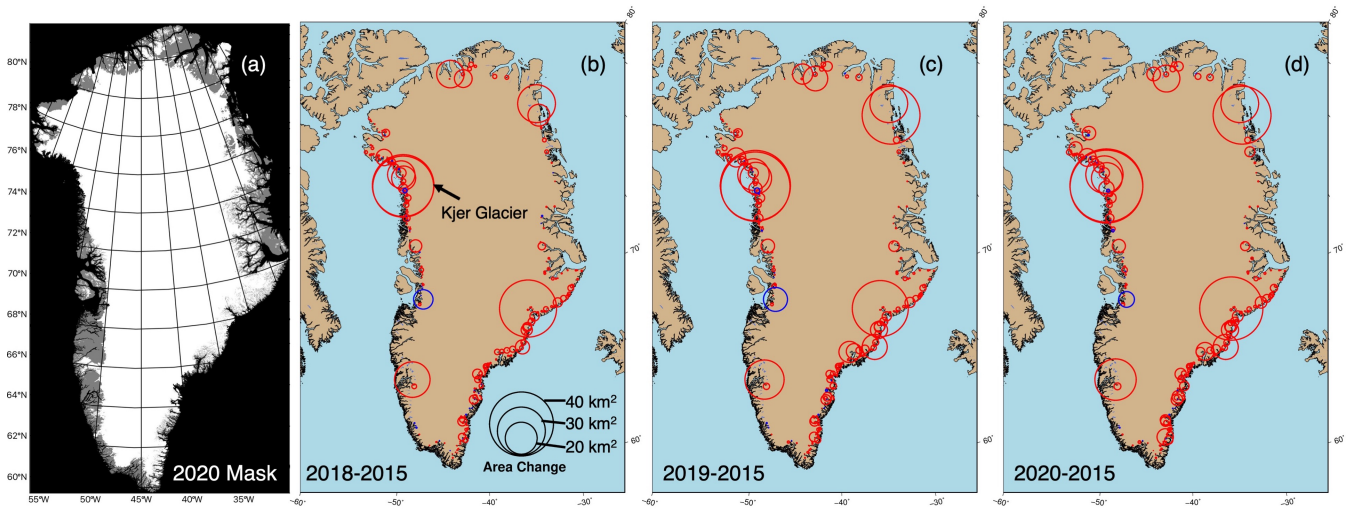 (a)
80°N
78°N
76°N
74°N
72°N
70°N
68°N
66°N
64°N
62°N
60°N
2020 Mask
55°W
50°W
45°W
40°W
35°W
(b)
80°
70°
60°
Kjer Glacier
40 km²
30 km²
20 km²
Area Change
2018-2015
-60°
-50°
-40°
-30°
(c)
80°
70°
60°
2019-2015
-60°
-50°
-40°
-30°
(d)
80°
70°
60°
2020-2015
-60°
-50°
-40°
-30°